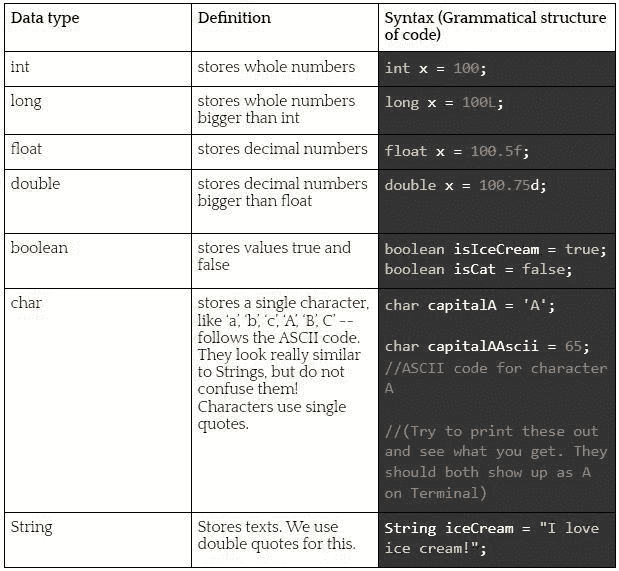 Data type
Definition
Syntax (Grammatical structure
of code)
int
stores whole numbers
int x = 100;
long
stores whole numbers
bigger than int
long x = 100L;
float
stores decimal numbers
float x = 100.5f;
double
stores decimal numbers
bigger than float
double x = 100.75d;
boolean
stores values true and
false
boolean isIceCream = true;
boolean isCat = false;
char
stores a single character,
like ‘a’, ‘b’, ‘c’, ‘A’, ‘B’, C’ --
follows the ASCII code.
They look really similar
to Strings, but do not
confuse them!
Characters use single
quotes.
char capitalA = 'A';
char capitalAAscii = 65;
//ASCII code for character
A
//(Try to print these out
and see what you get. They
should both show up as A
on Terminal)
String
Stores texts. We use
double quotes for this.
String iceCream = "I love
ice cream!";